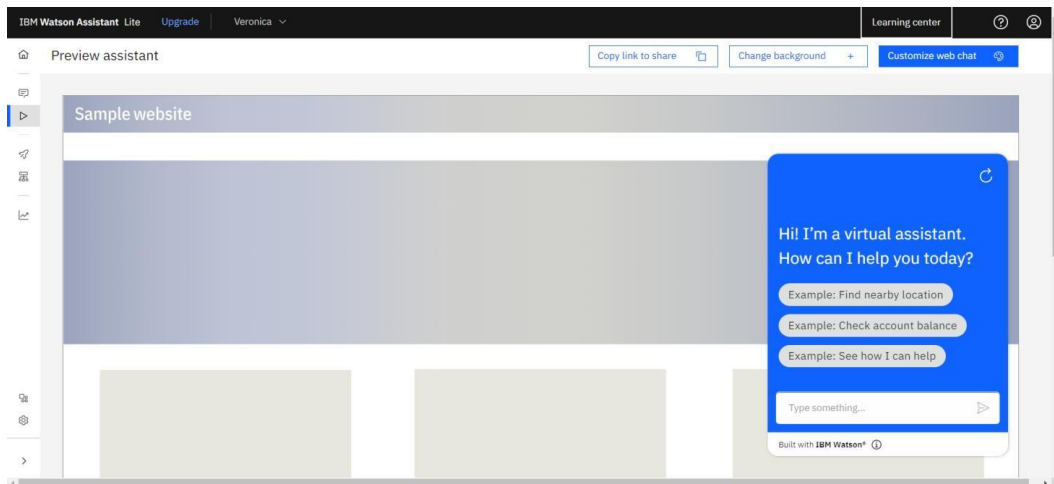 IBM Watson Assistant Lite Upgrade Veronica Learning center
Preview assistant Copy link to share Change background + Customize web chat
Sample website
Hi! I'm a virtual assistant.
How can I help you today?
Example: Find nearby location
Example: Check account balance
Example: See how I can help
Type something...
Built with IBM Watson®